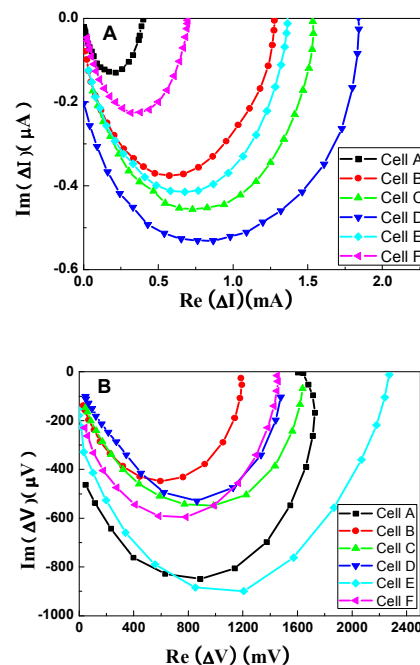 A
0.0
-0.2
-0.4
-0.6
Im (ΔI)(μA)
0.0 0.5 1.0 1.5 2.0
Re (ΔI)(mA)
Cell A
Cell B
Cell C
Cell D
Cell E
Cell F
B
0
-200
-400
-600
-800
-1000
Im(ΔV)(μV)
0 400 800 1200 1600 2000 2400
Re (ΔV) (mV)
Cell A
Cell B
Cell C
Cell D
Cell E
Cell F